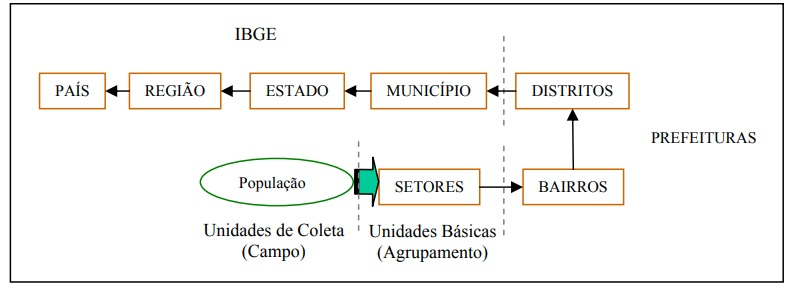 IBGE
PAÍS
REGIÃO
ESTADO
MUNICÍPIO
DISTRITOS
PREFEITURAS
População
SETORES
BAIRROS
Unidades de Coleta
(Campo)
Unidades Básicas
(Agrupamento)